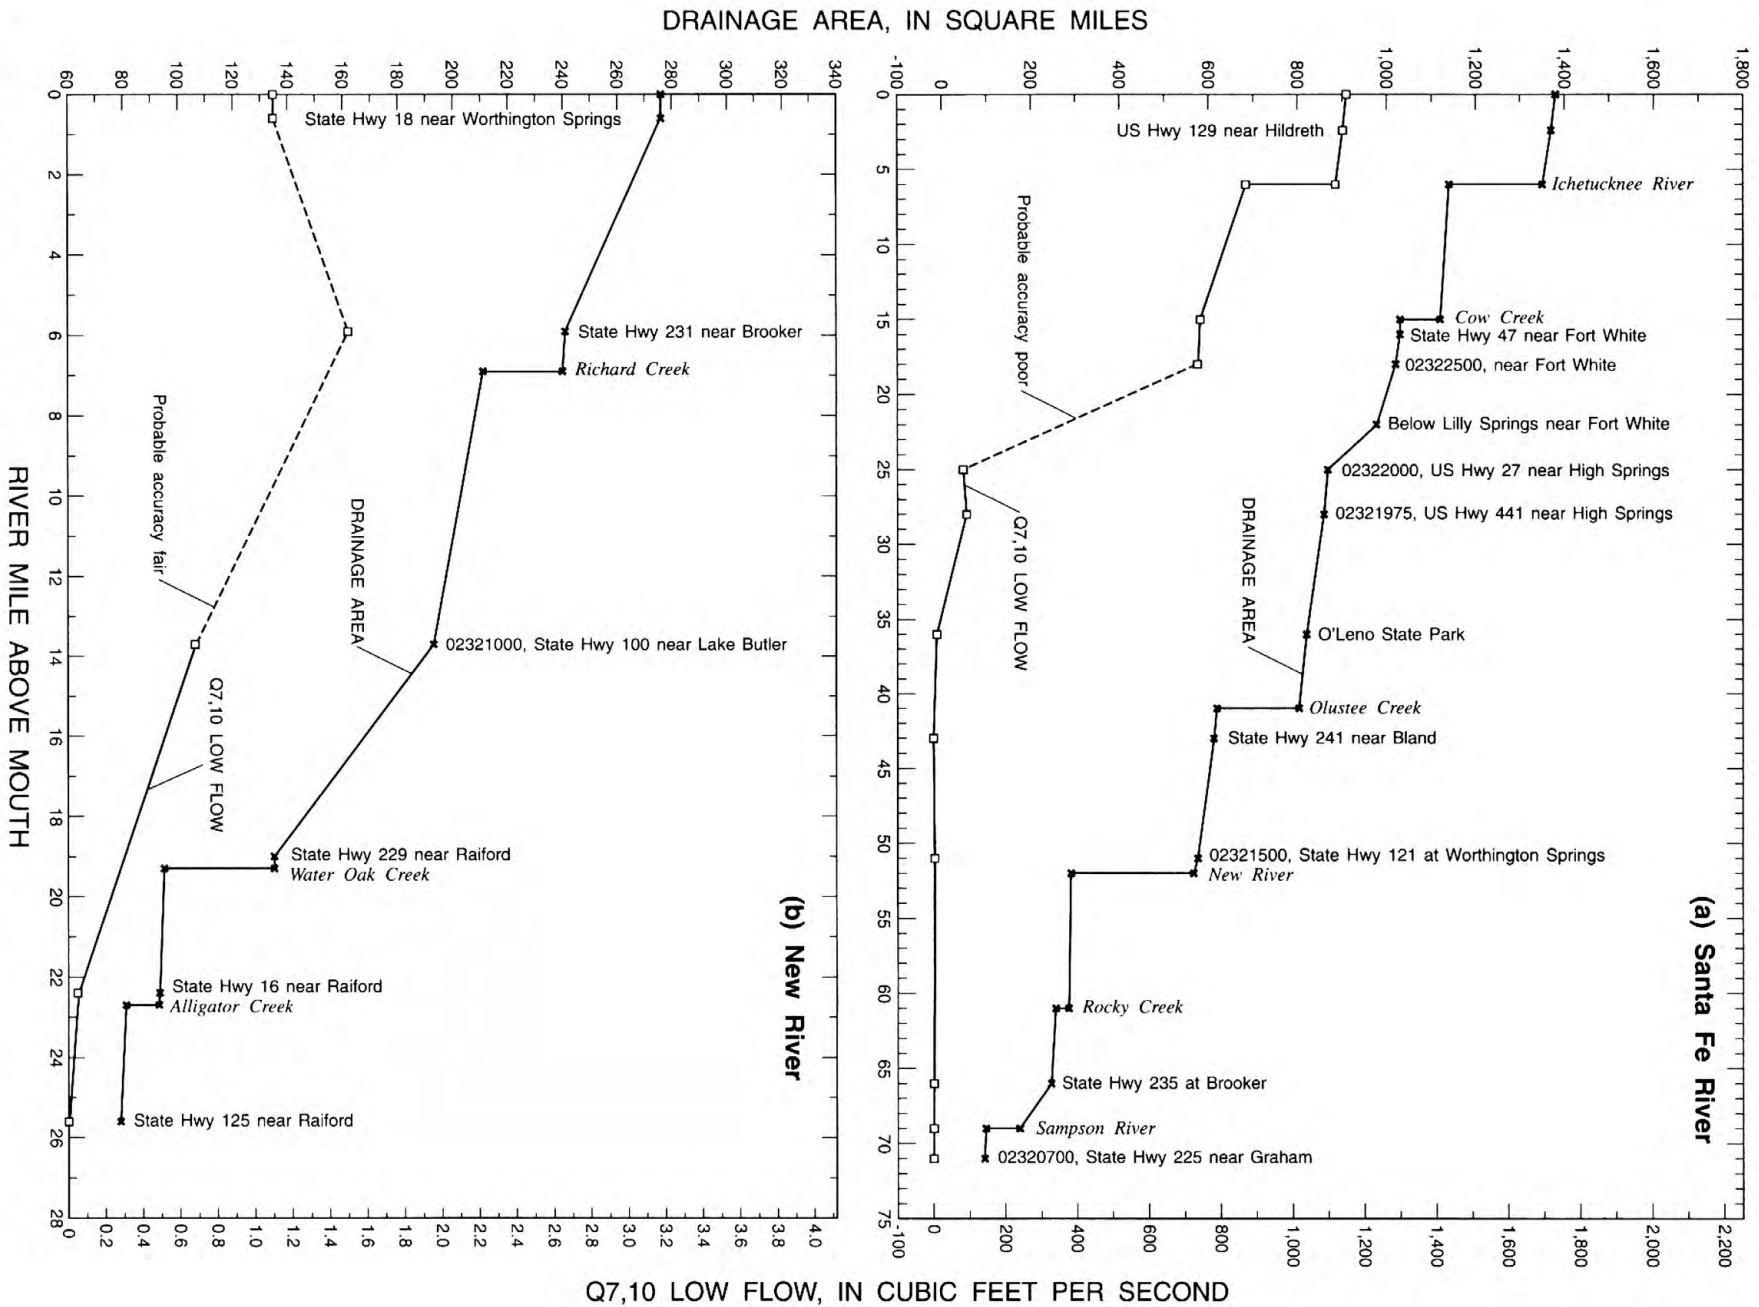 DRAINAGE AREA, IN SQUARE MILES
60 80 100 120 140 160 180 200 220 240 260 280 300 320 340
-100 0 200 400 600 800 1,000 1,200 1,400 1,600 1,800
0 2 4 6 8 10 12 14 16 18 20 22 24 26 28
State Hwy 18 near Worthington Springs
State Hwy 231 near Brooker
Richard Creek
Probable accuracy fair
DRAINAGE AREA
02321000, State Hwy 100 near Lake Butler
Q7,10 LOW FLOW
State Hwy 229 near Raiford
Water Oak Creek
(b) New River
State Hwy 16 near Raiford
Alligator Creek
State Hwy 125 near Raiford
0 0.2 0.4 0.6 0.8 1.0 1.2 1.4 1.6 1.8 2.0 2.2 2.4 2.6 2.8 3.0 3.2 3.4 3.6 3.8 4.0
0 5 10 15 20 25 30 35 40 45 50 55 60 65 70 75
US Hwy 129 near Hildreth
Ichetucknee River
Probable accuracy poor
Cow Creek
State Hwy 47 near Fort White
02322500, near Fort White
Below Lilly Springs near Fort White
02322000, US Hwy 27 near High Springs
02321975, US Hwy 441 near High Springs
Q7,10 LOW FLOW
DRAINAGE AREA
O'Leno State Park
Olustee Creek
State Hwy 241 near Bland
02321500, State Hwy 121 at Worthington Springs
New River
(a) Santa Fe River
Rocky Creek
State Hwy 235 at Brooker
Sampson River
02320700, State Hwy 225 near Graham
-100 0 200 400 600 800 1,000 1,200 1,400 1,600 1,800 2,000 2,200
RIVER MILE ABOVE MOUTH
Q7,10 LOW FLOW, IN CUBIC FEET PER SECOND